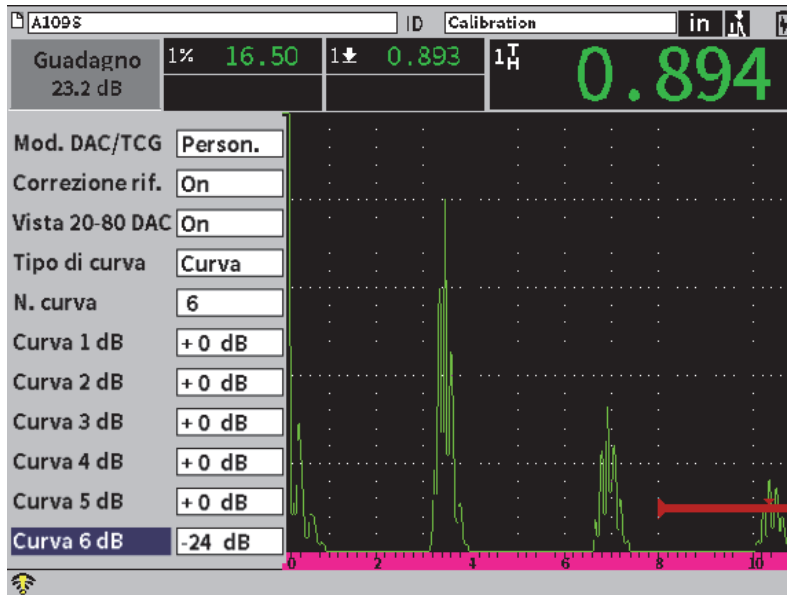 A109S ID Calibration in
Guadagno 23.2 dB
1% 16.50 1 0.893 1 T H 0.894
Mod. DAC/TCG Person.
Correzione rif. On
Vista 20-80 DAC On
Tipo di curva Curva
N. curva 6
Curva 1 dB +0 dB
Curva 2 dB +0 dB
Curva 3 dB +0 dB
Curva 4 dB +0 dB
Curva 5 dB +0 dB
Curva 6 dB -24 dB
0 2 4 6 8 10